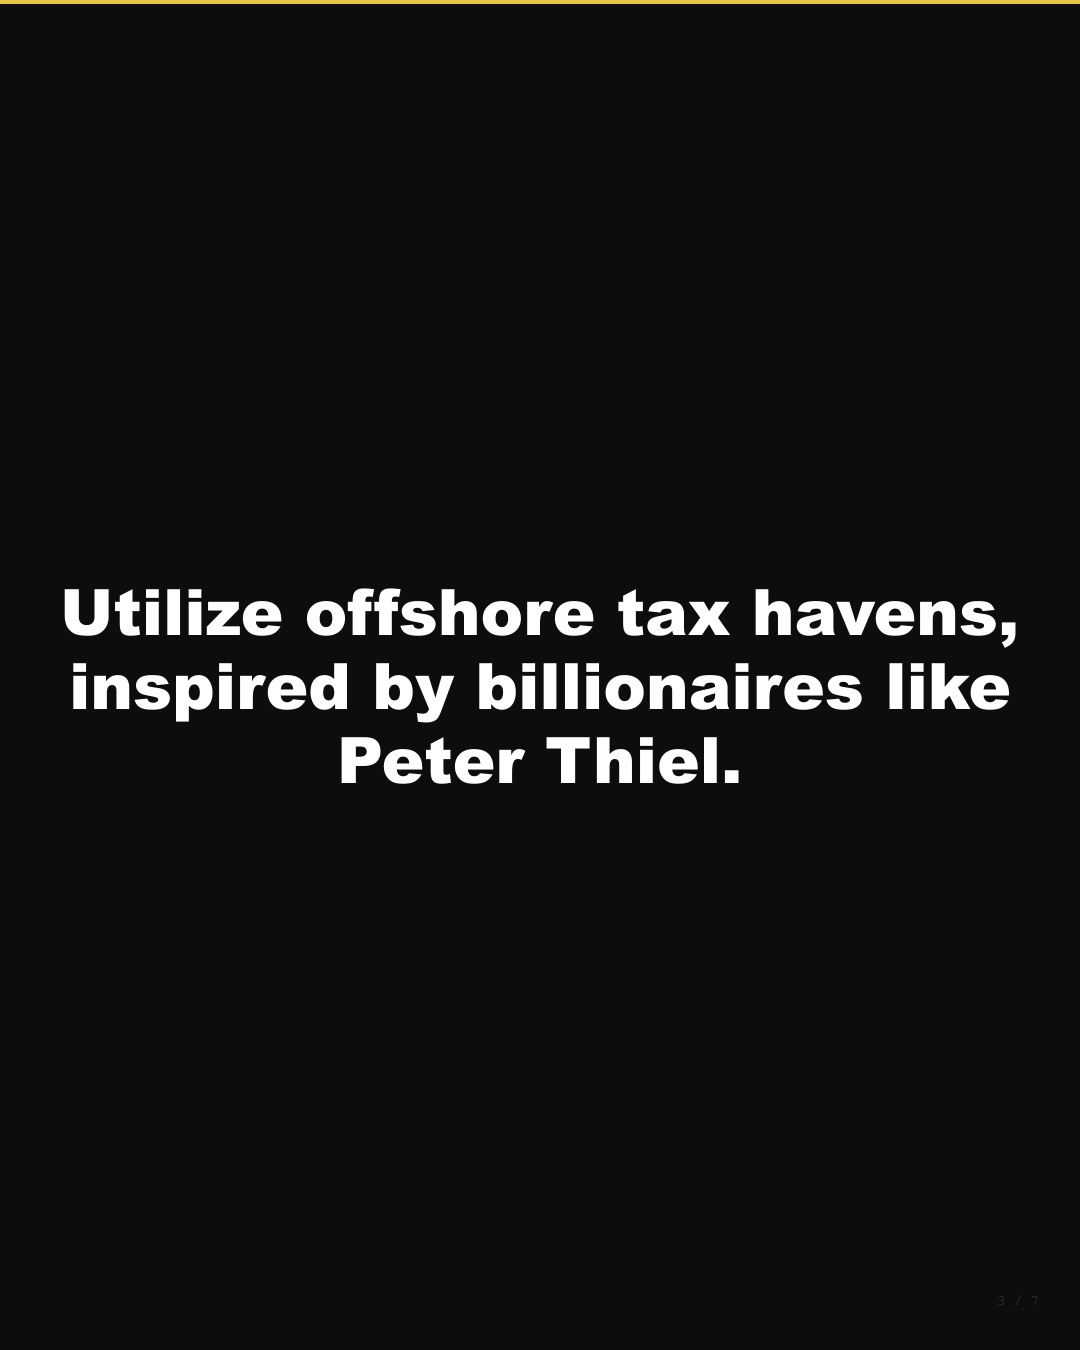 Utilize offshore tax havens,
inspired by billionaires like
Peter Thiel.
3 / 7